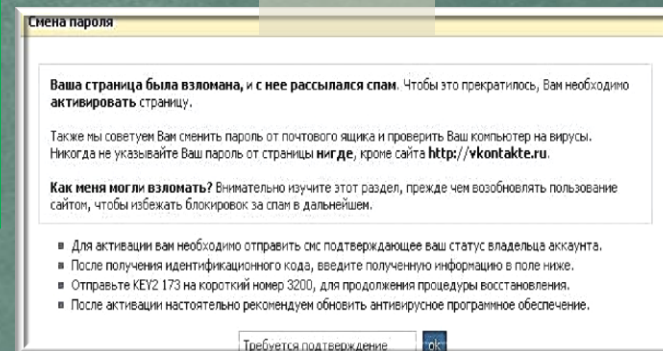 Смена пароля
Ваша страница была взломана, и с нее рассылался спам. Чтобы это прекратилось, Вам необходимо
активировать страницу.
Также мы советуем Вам сменить пароль от почтового ящика и проверить Ваш компьютер на вирусы.
Никогда не указывайте Ваш пароль от страницы нигде, кроме сайта http://vkontakte.ru.
Как меня могли взломать? Внимательно изучите этот раздел, прежде чем возобновлять пользование
сайтом, чтобы избежать блокировок за спам в дальнейшем.
Для активации вам необходимо отправить смс подтверждающее ваш статус владельца аккаунта.
После получения идентификационного кода, введите полученную информацию в поле ниже.
Отправьте KEY2 173 на короткий номер 3200, для продолжения процедуры восстановления.
После активации настоятельно рекомендуем обновить антивирусное программное обеспечение.
Требуется подтверждение ok